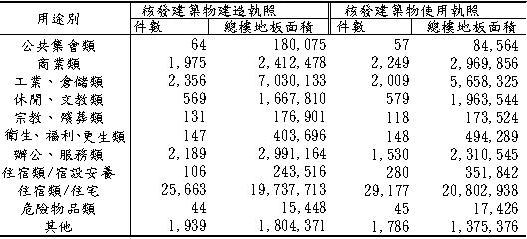 用途別 核發建築物建造執照 核發建築物使用執照
件數 總樓地板面積 件數 總樓地板面積
公共集會類 64 180,075 57 84,564
商業類 1,975 2,412,478 2,249 2,969,856
工業、倉儲類 2,356 7,030,133 2,009 5,658,325
休閒、文教類 569 1,667,810 579 1,963,544
宗教、殯葬類 131 176,901 118 173,524
衛生、福利、更生類 147 403,696 148 494,289
辦公、服務類 2,189 2,991,164 1,530 2,310,545
住宿類/宿設安養 106 243,516 280 351,842
住宿類/住宅 25,663 19,737,713 29,177 20,802,938
危險物品類 44 15,448 45 17,426
其他 1,939 1,804,371 1,786 1,375,376